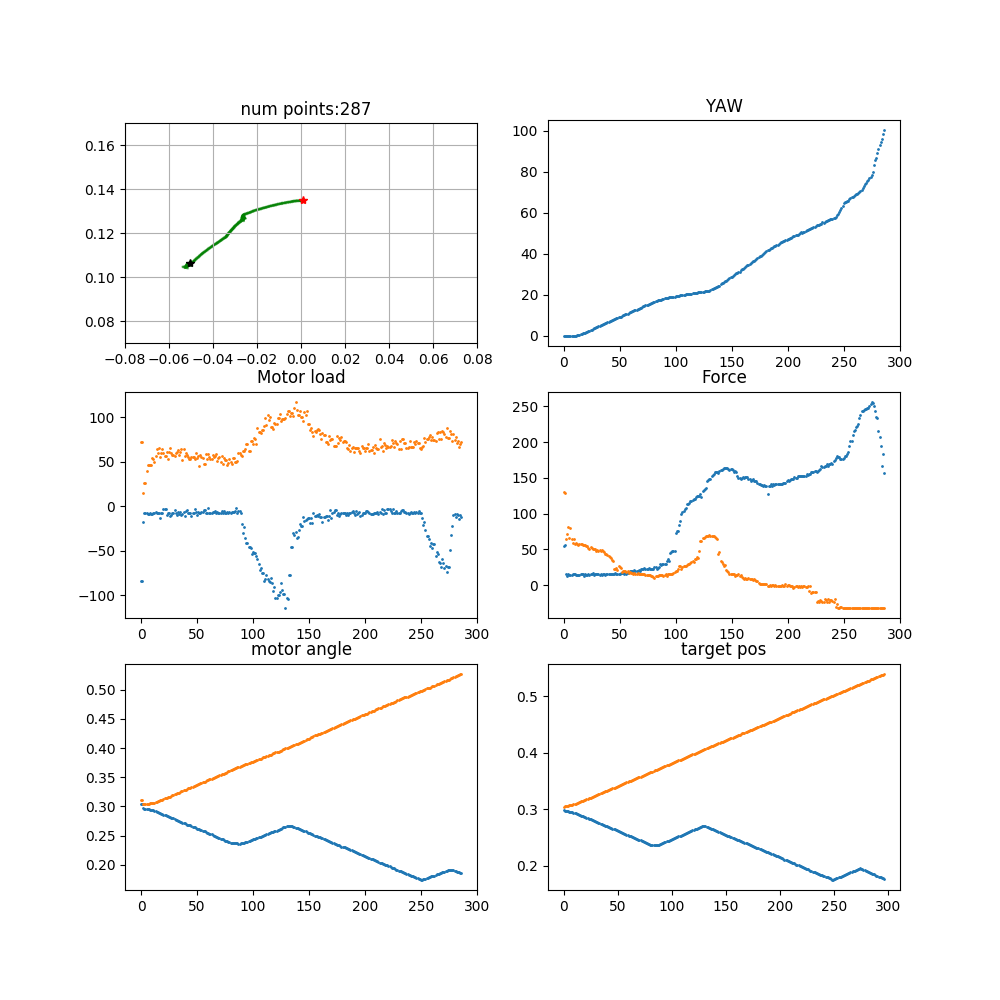 num points:287
YAW
0.16
0.14
0.12
0.10
0.08
−0.08 −0.06 −0.04 −0.02 0.00 0.02 0.04 0.06 0.08
100
80
60
40
20
0
0 50 100 150 200 250 300
Motor load
Force
100
50
0
−50
−100
0 50 100 150 200 250 300
250
200
150
100
50
0
0 50 100 150 200 250 300
motor angle
target pos
0.50
0.45
0.40
0.35
0.30
0.25
0.20
0 50 100 150 200 250 300
0.5
0.4
0.3
0.2
0 50 100 150 200 250 300